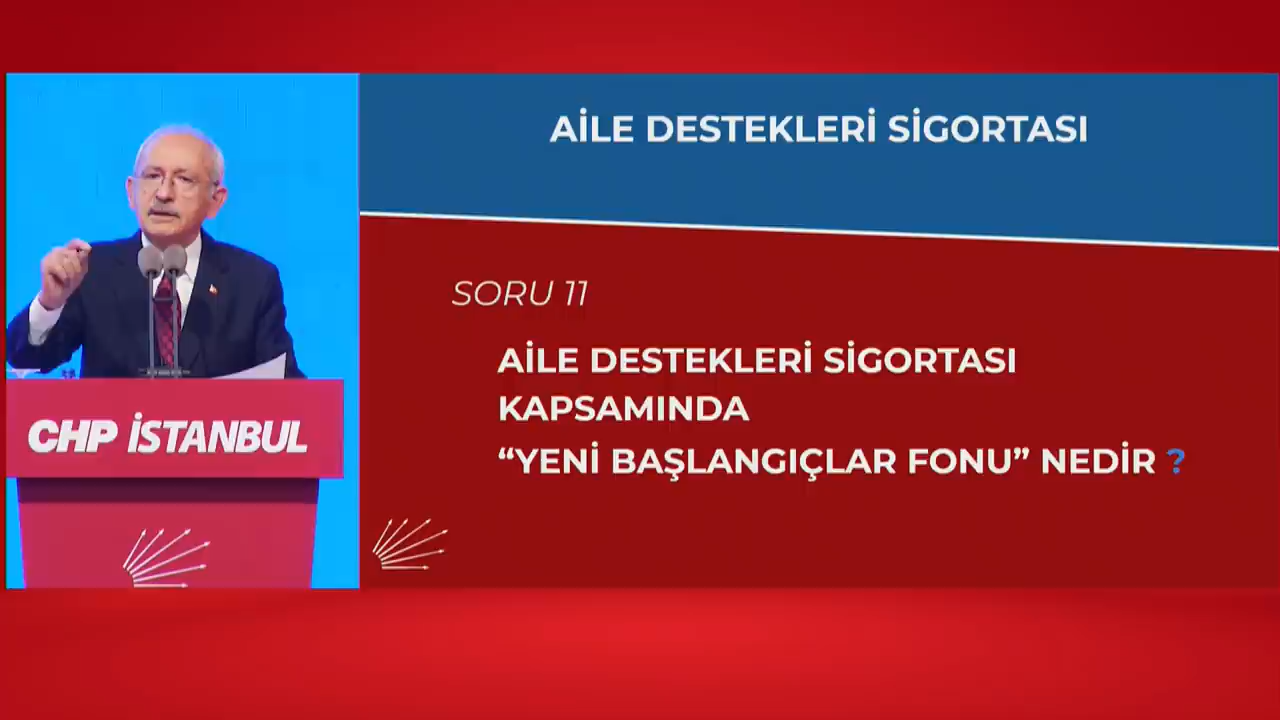 AİLE DESTEKLERİ SİGORTASI
SORU 11
AİLE DESTEKLERİ SİGORTASI
KAPSAMINDA
“YENİ BAŞLANGIÇLAR FONU” NEDİR ?
CHP İSTANBUL